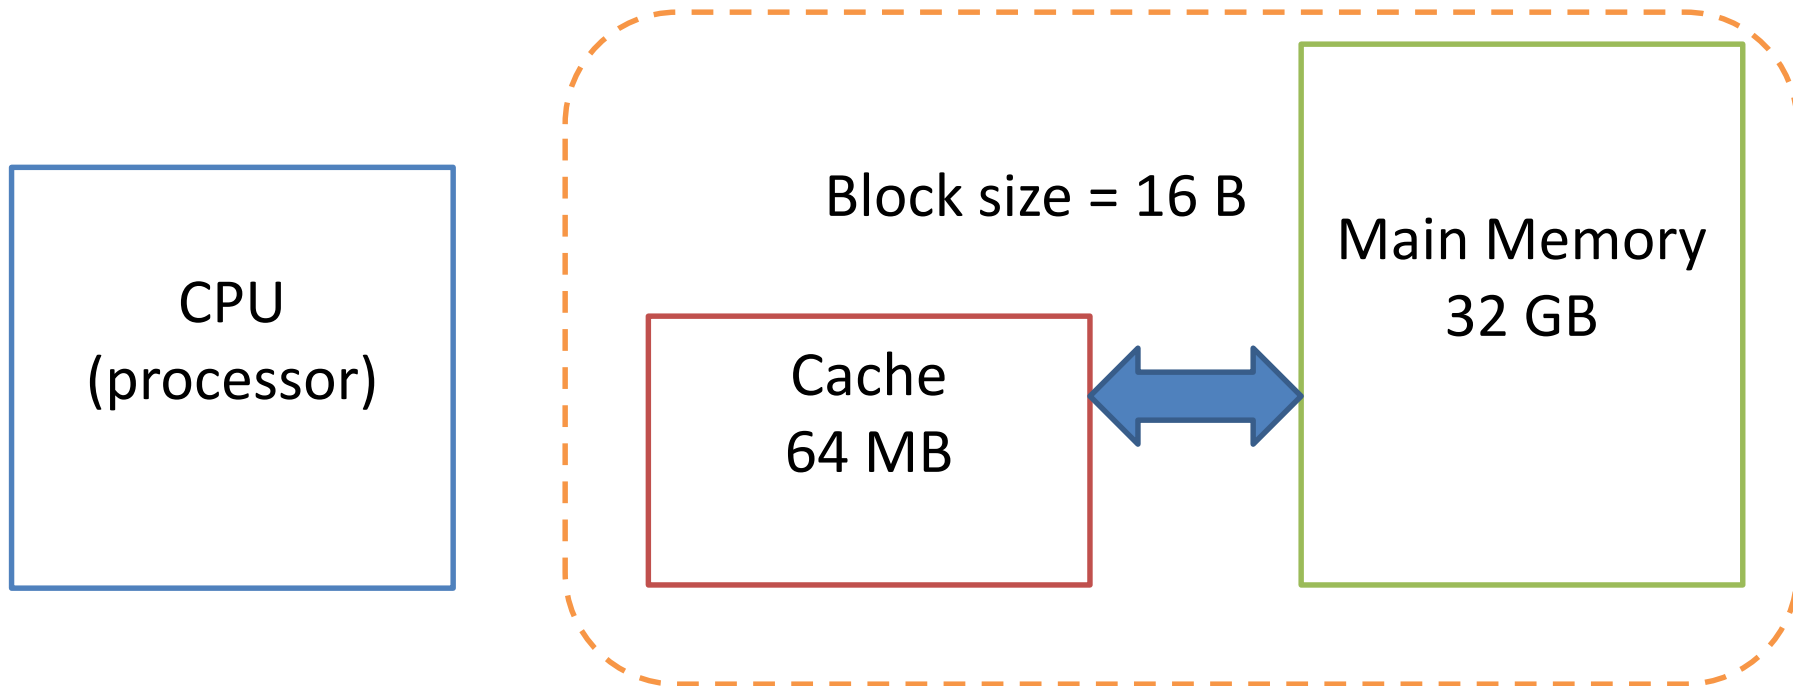 CPU
(processor)
Block size = 16 B
Cache
64 MB
Main Memory
32 GB